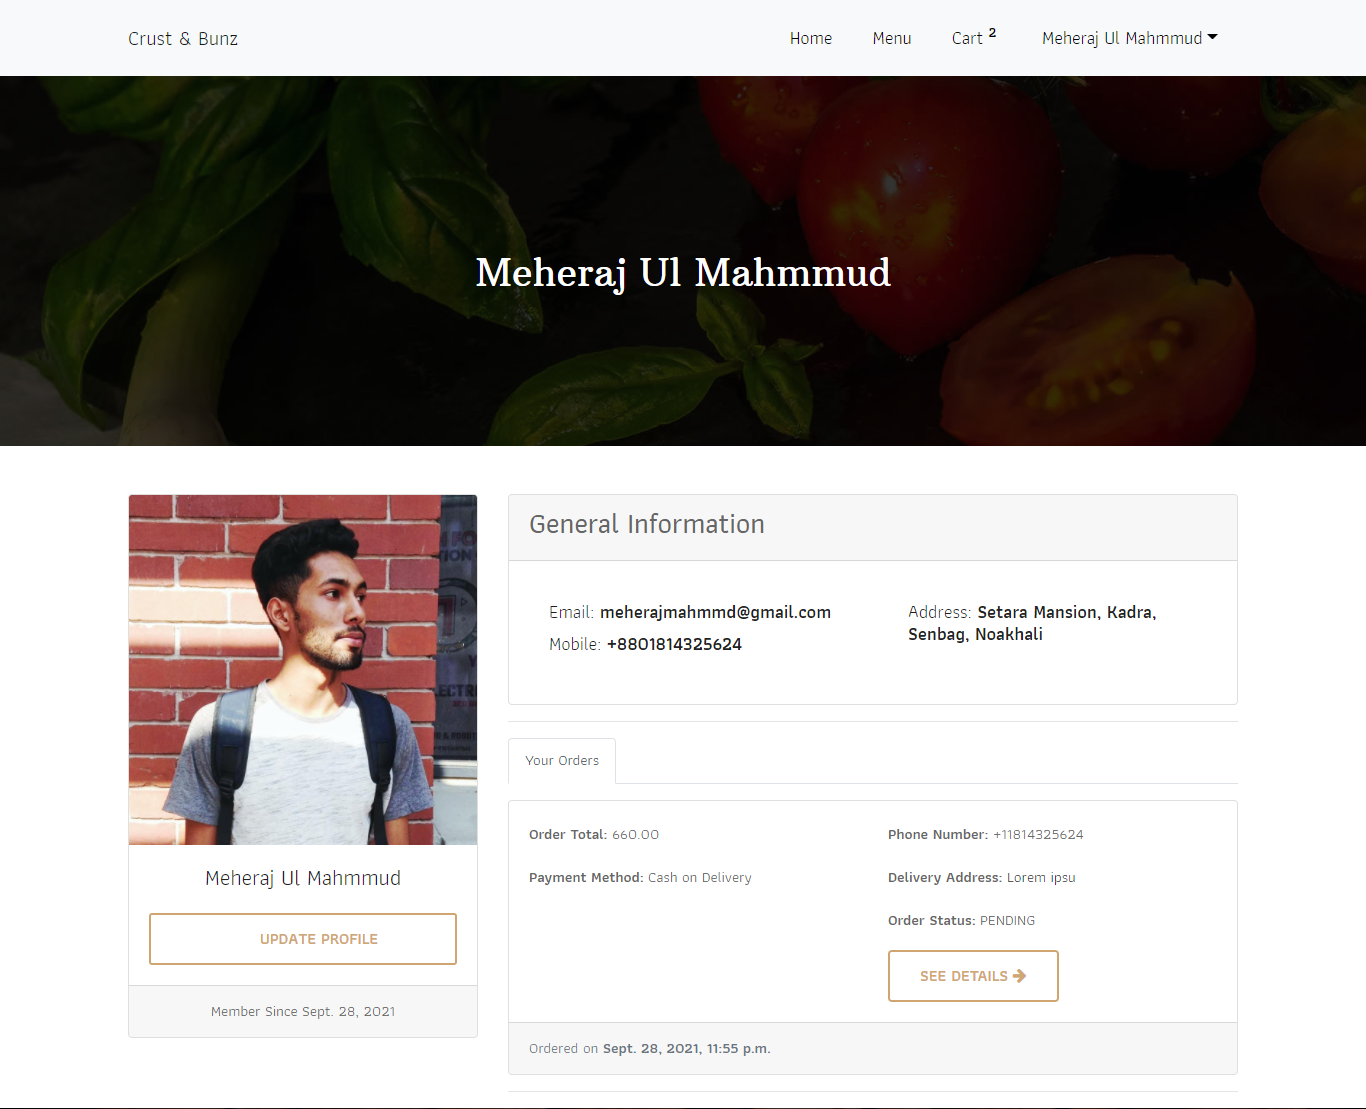 Crust & Bunz
Home Menu Cart 2 Meheraj Ul Mahmmud
Meheraj Ul Mahmmud
Meheraj Ul Mahmmud
UPDATE PROFILE
Member Since Sept. 28, 2021
General Information
Email: meherajmahmmd@gmail.com
Mobile: +8801814325624
Address: Setara Mansion, Kadra,
Senbag, Noakhali
Your Orders
Order Total: 660.00
Payment Method: Cash on Delivery
Phone Number: +11814325624
Delivery Address: Lorem ipsu
Order Status: PENDING
SEE DETAILS
Ordered on Sept. 28, 2021, 11:55 p.m.